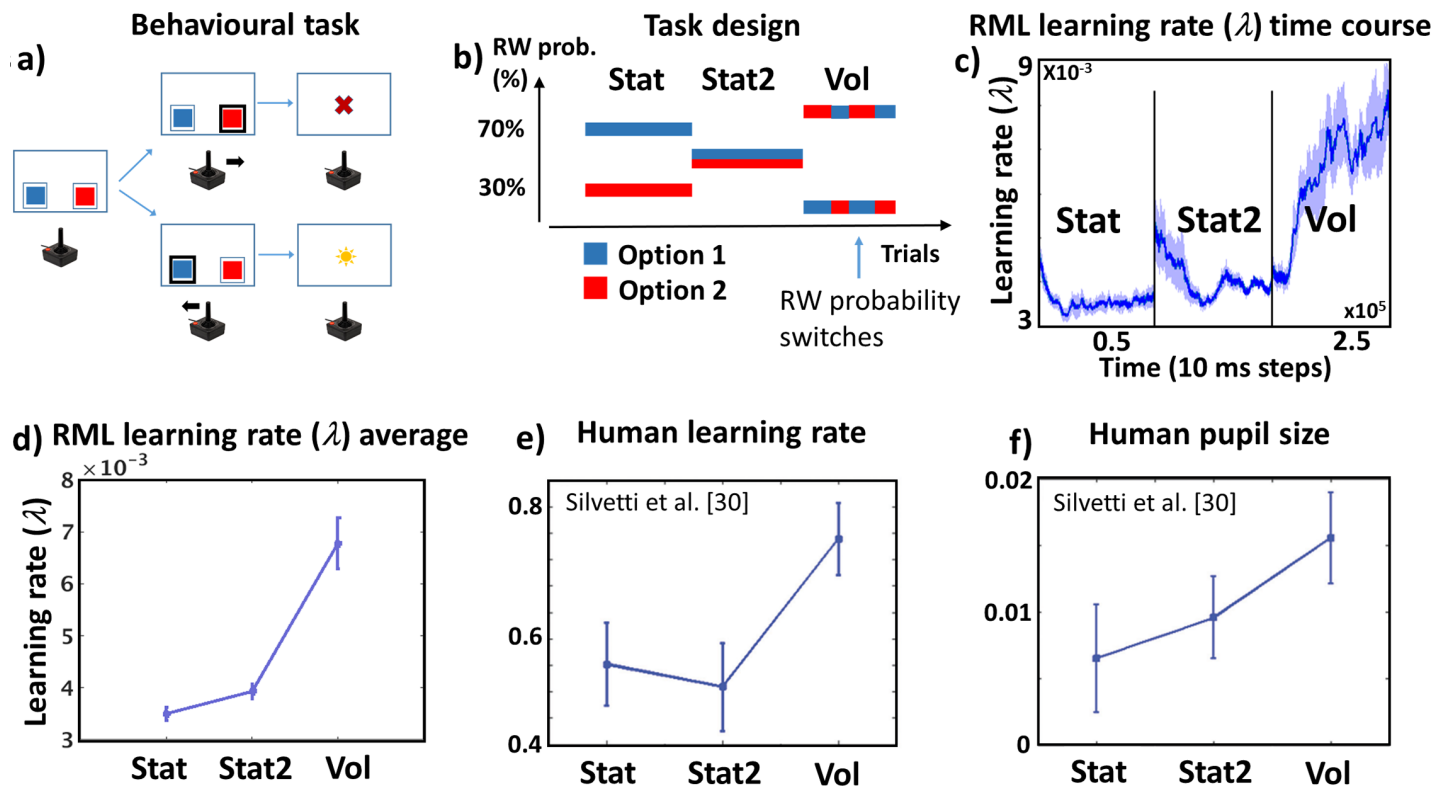 Behavioural task
: a)
Task design
b) RW prob.
(%)
Stat Stat2 Vol
70%
30%
Option 1
Option 2
Trials
RW probability
switches
RML learning rate (λ) time course
c)
9
X10⁻³
Learning rate (λ)
Stat Stat2 Vol
3
x10⁵
0.5 2.5
Time (10 ms steps)
d) RML learning rate (λ) average
×10⁻³
8
7
6
5
4
3
Learning rate (λ)
Stat Stat2 Vol
e) Human learning rate
Silvetti et al. [30]
0.8
0.6
0.4
Stat Stat2 Vol
f) Human pupil size
Silvetti et al. [30]
0.02
0.01
0
Stat Stat2 Vol